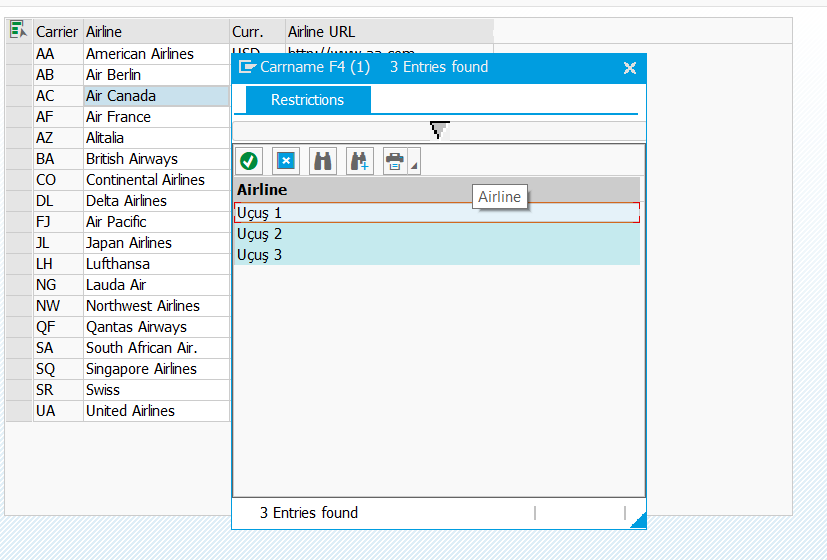 Carrier Airline Curr. Airline URL
AA American Airlines USD http://www.aa.com
AB Air Berlin
AC Air Canada
AF Air France
AZ Alitalia
BA British Airways
CO Continental Airlines
DL Delta Airlines
FJ Air Pacific
JL Japan Airlines
LH Lufthansa
NG Lauda Air
NW Northwest Airlines
QF Qantas Airways
SA South African Air.
SQ Singapore Airlines
SR Swiss
UA United Airlines
Carrname F4 (1) 3 Entries found
Restrictions
Airline
Airline
Uçuş 1
Uçuş 2
Uçuş 3
3 Entries found